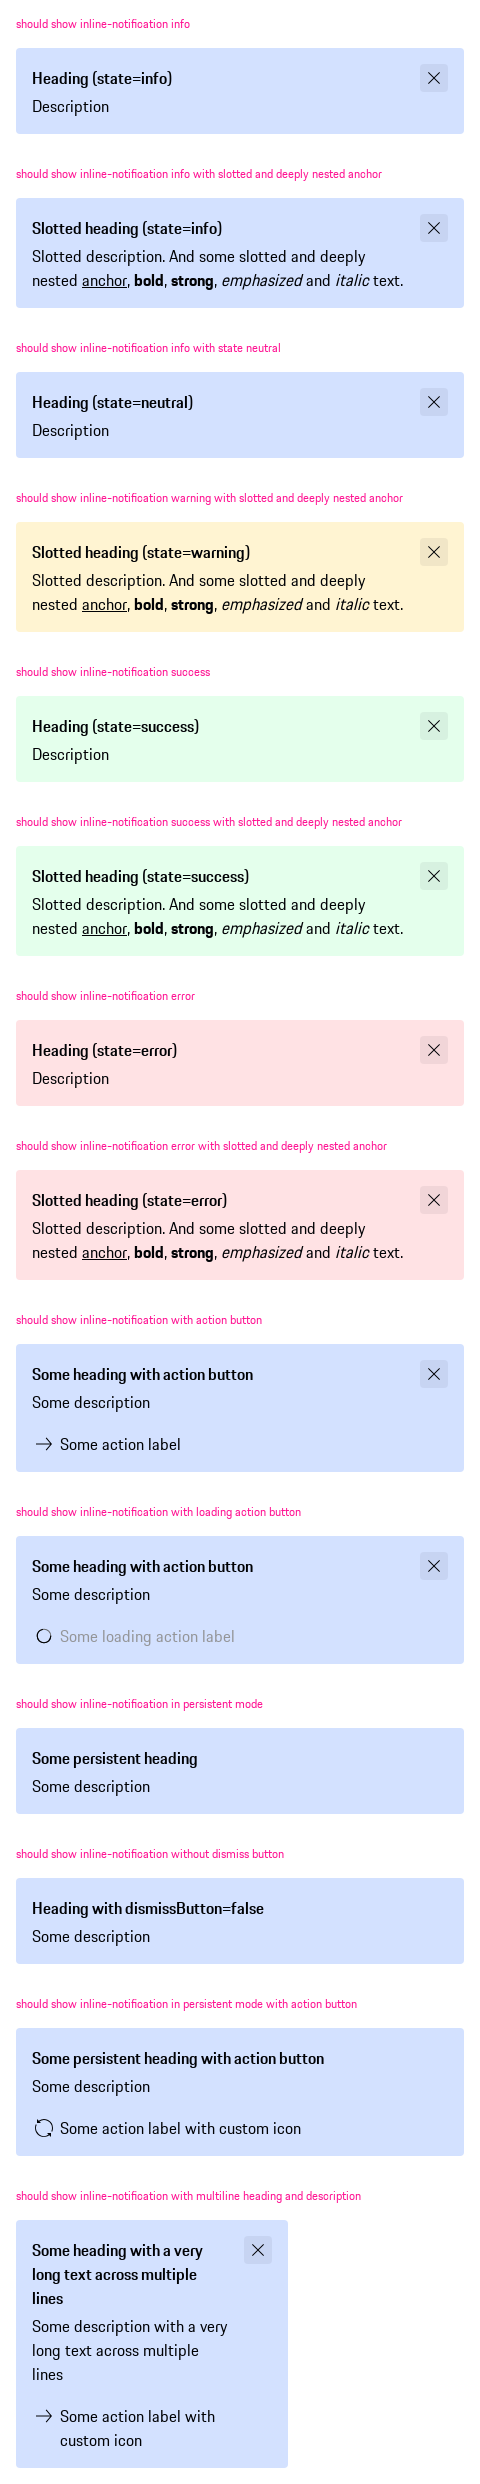 should show inline-notification info
Heading (state=info)
Description
should show inline-notification info with slotted and deeply nested anchor
Slotted heading (state=info)
Slotted description. And some slotted and deeply
nested anchor, bold, strong, emphasized and italic text.
should show inline-notification info with state neutral
Heading (state=neutral)
Description
should show inline-notification warning with slotted and deeply nested anchor
Slotted heading (state=warning)
Slotted description. And some slotted and deeply
nested anchor, bold, strong, emphasized and italic text.
should show inline-notification success
Heading (state=success)
Description
should show inline-notification success with slotted and deeply nested anchor
Slotted heading (state=success)
Slotted description. And some slotted and deeply
nested anchor, bold, strong, emphasized and italic text.
should show inline-notification error
Heading (state=error)
Description
should show inline-notification error with slotted and deeply nested anchor
Slotted heading (state=error)
Slotted description. And some slotted and deeply
nested anchor, bold, strong, emphasized and italic text.
should show inline-notification with action button
Some heading with action button
Some description
Some action label
should show inline-notification with loading action button
Some heading with action button
Some description
Some loading action label
should show inline-notification in persistent mode
Some persistent heading
Some description
should show inline-notification without dismiss button
Heading with dismissButton=false
Some description
should show inline-notification in persistent mode with action button
Some persistent heading with action button
Some description
Some action label with custom icon
should show inline-notification with multiline heading and description
Some heading with a very
long text across multiple
lines
Some description with a very
long text across multiple
lines
Some action label with
custom icon